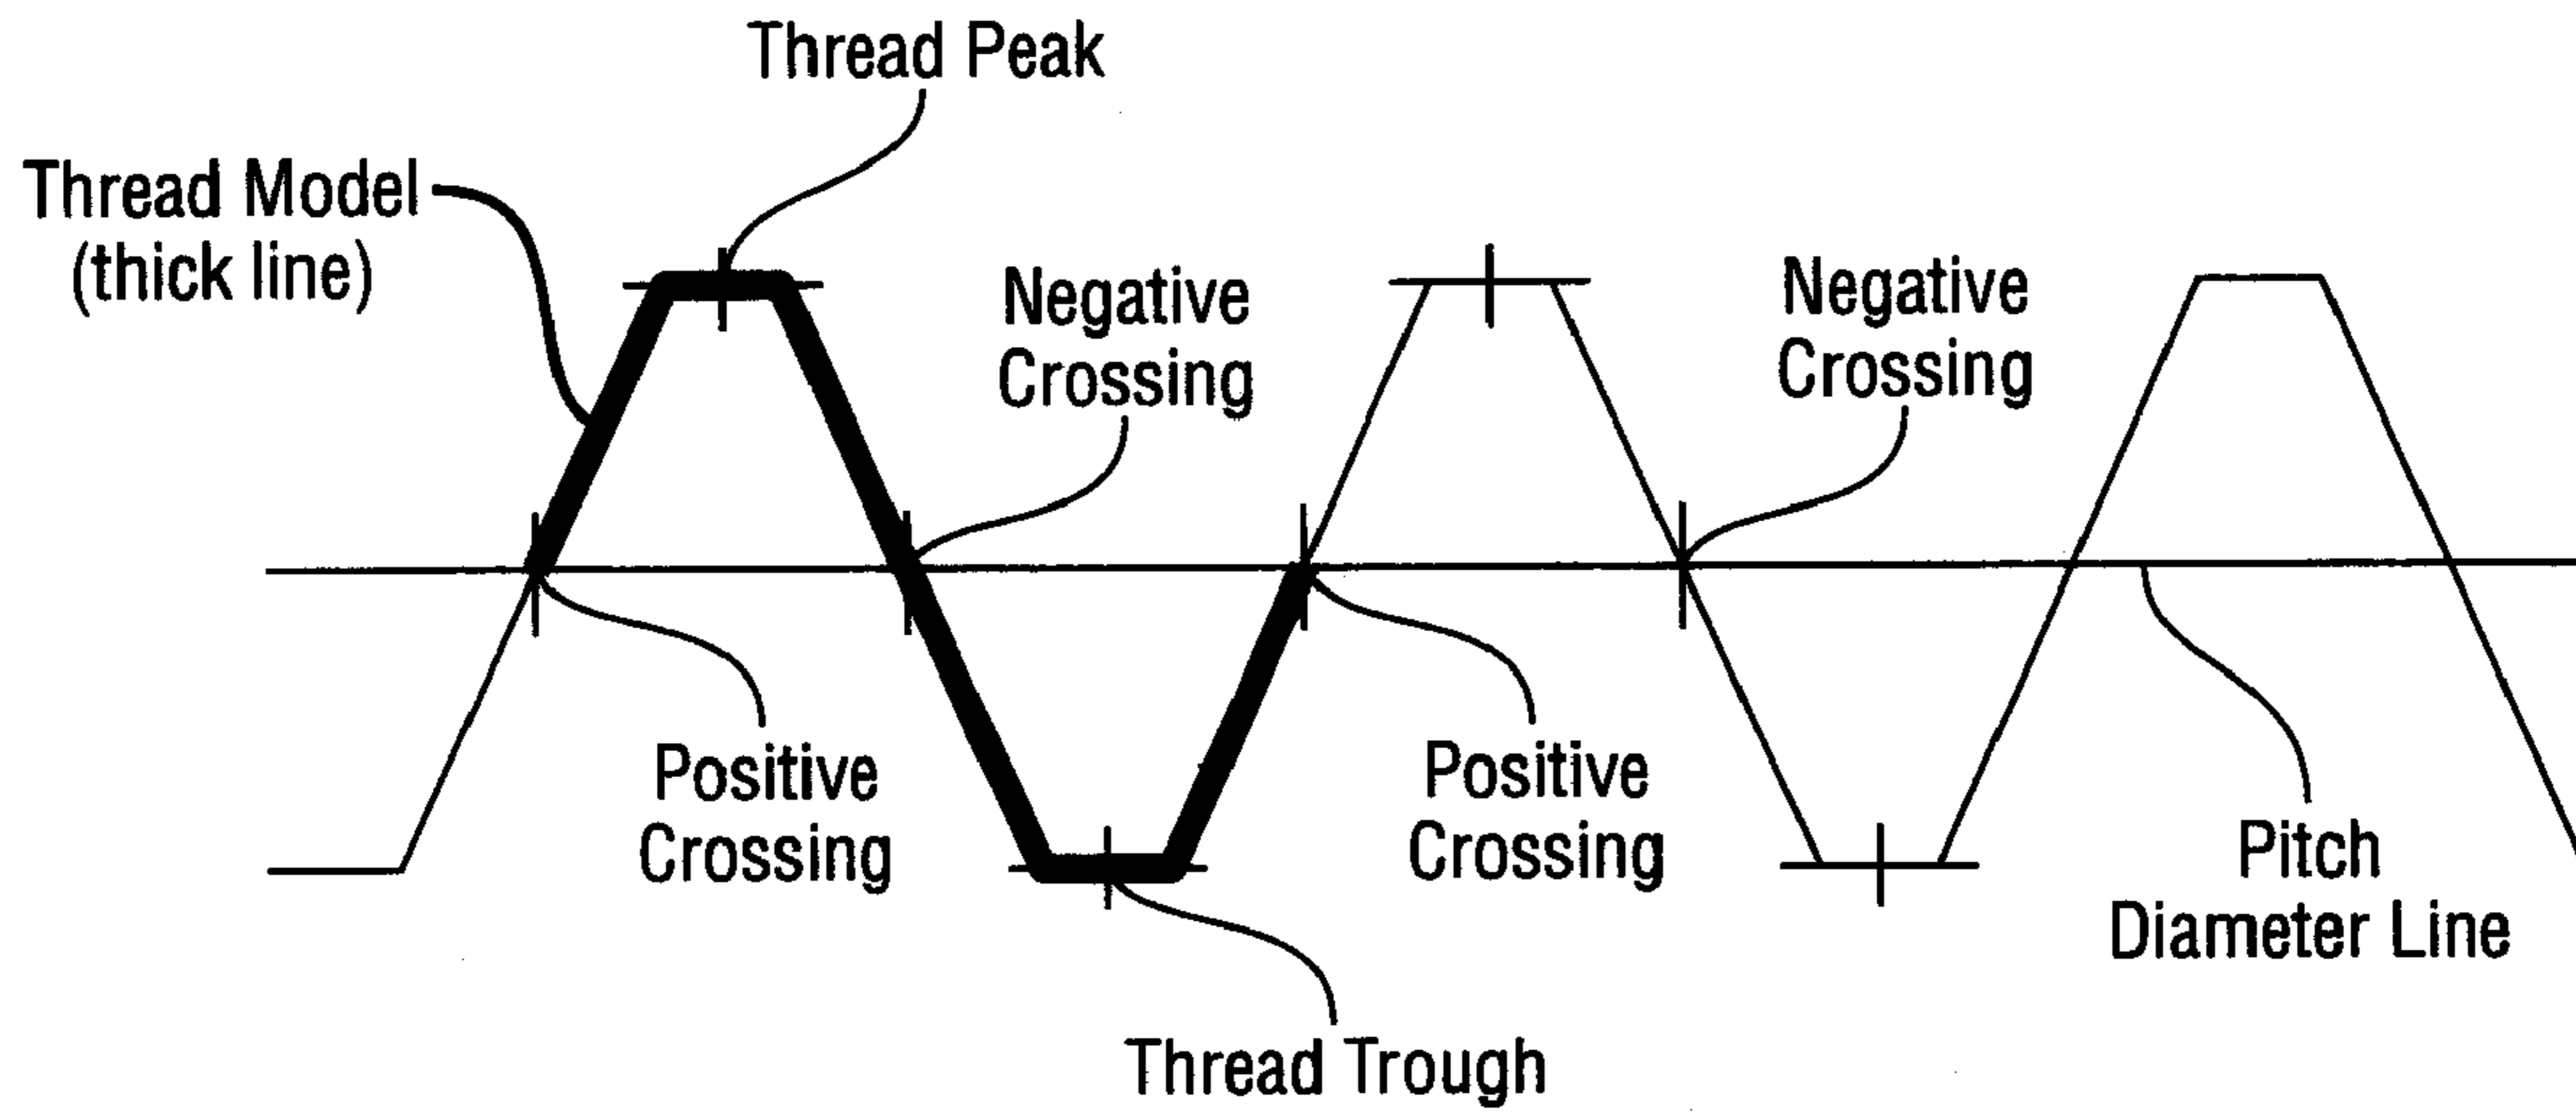 Thread Peak
Thread Model
(thick line)
Negative
Crossing
Negative
Crossing
Positive
Crossing
Positive
Crossing
Pitch
Diameter Line
Thread Trough